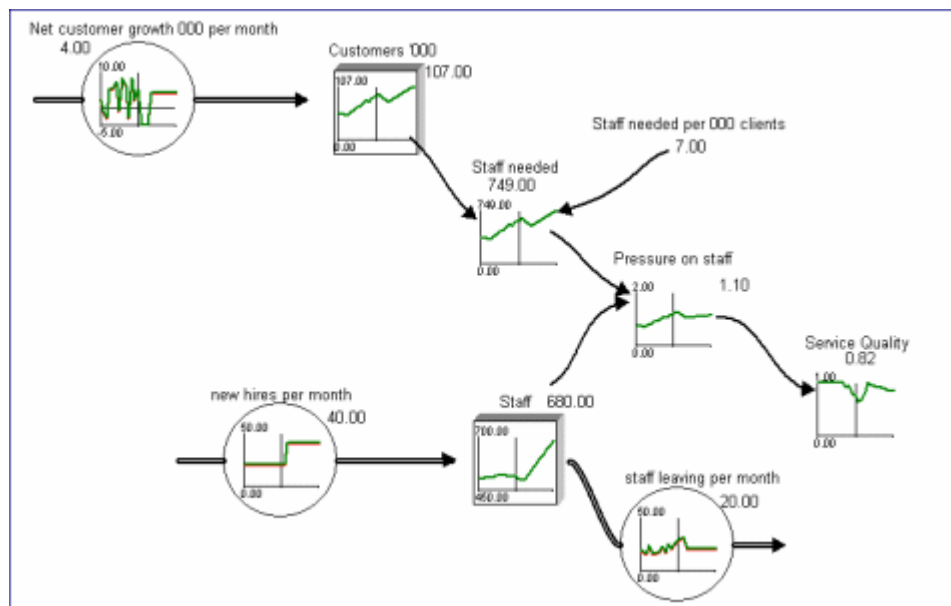 Net customer growth 000 per month
4.00
10.00
-5.00
Customers '000
107.00
107.00
0.00
Staff needed per 000 clients
7.00
Staff needed
749.00
749.00
0.00
Pressure on staff
1.10
2.00
0.00
Service Quality
0.82
1.00
0.00
new hires per month
40.00
50.00
0.00
Staff 680.00
700.00
450.00
staff leaving per month
20.00
50.00
0.00